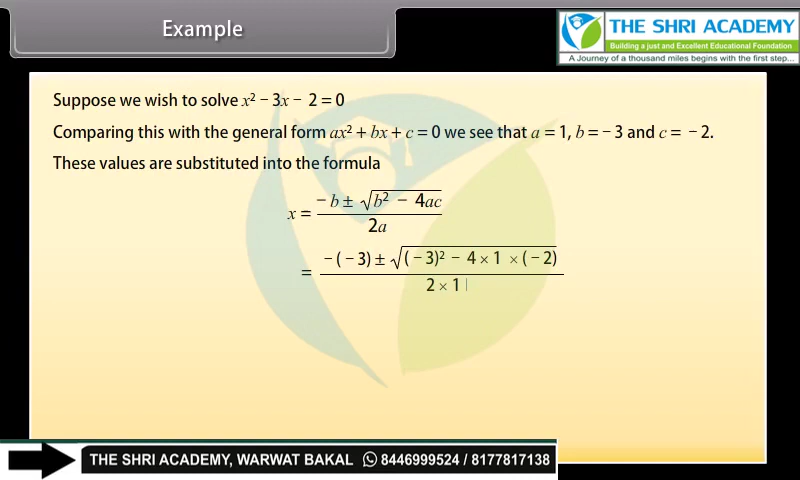 Example
THE SHRI ACADEMY
Building a just and Excellent Educational Foundation
A Journey of a thousand miles begins with the first step...
Suppose we wish to solve x² − 3x − 2 = 0
Comparing this with the general form ax² + bx + c = 0 we see that a = 1, b = − 3 and c = − 2.
These values are substituted into the formula
x = (− b ± √(b² − 4ac)) / 2a
= (− (− 3) ± √((− 3)² − 4 × 1 × (− 2))) / 2 × 1
THE SHRI ACADEMY, WARWAT BAKAL 8446999524 / 8177817138